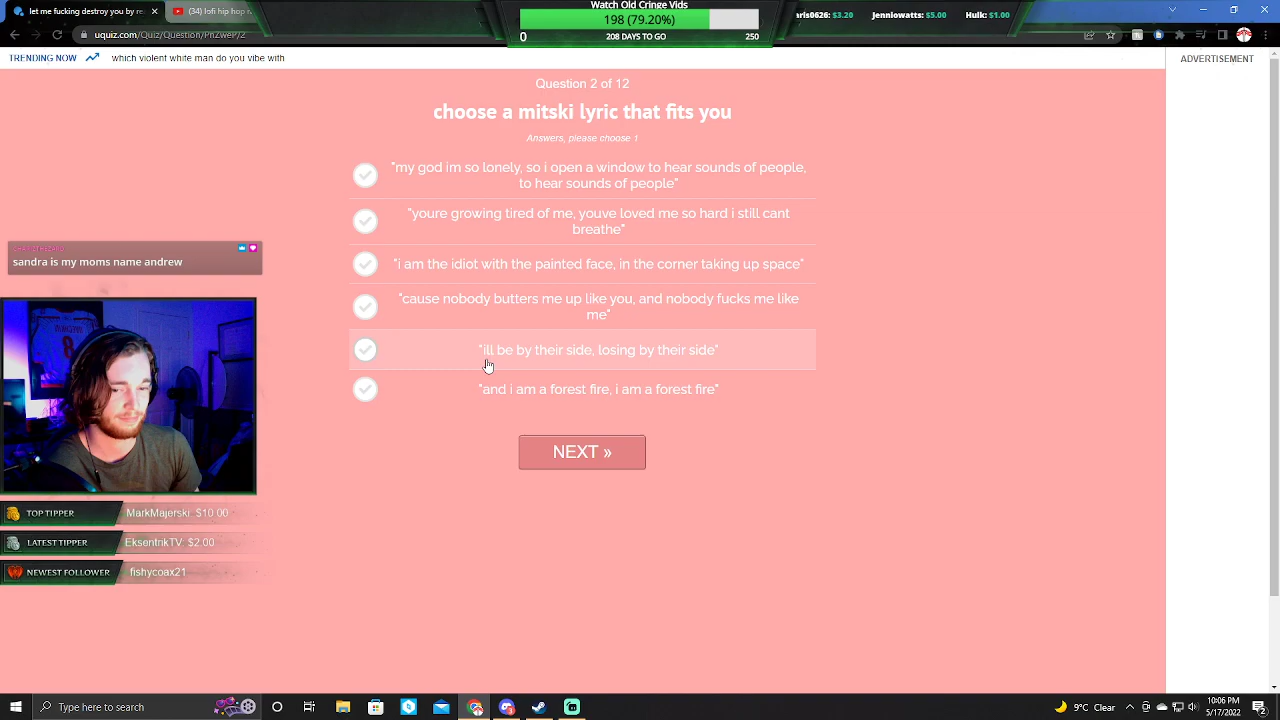 Watch Old Cringe Vids
198 (79.20%)
0 208 DAYS TO GO 250
aris0626: $3.20 Jenniowatts: $5.00 Hulk: $1.00
let me fucking destroy you by re
(34) lofi hip hop r
TRENDING NOW which violent white man do you vibe with
ADVERTISEMENT
Question 2 of 12
choose a mitski lyric that fits you
Answers, please choose 1
"my god im so lonely, so i open a window to hear sounds of people,
to hear sounds of people"
"youre growing tired of me, youve loved me so hard i still cant
breathe"
"i am the idiot with the painted face, in the corner taking up space"
"cause nobody butters me up like you, and nobody fucks me like
me"
"ill be by their side, losing by their side"
"and i am a forest fire, i am a forest fire"
NEXT »
sandra is my moms name andrew
TOP TIPPER MarkMajerski: $10.00
LATEST TIPPER EksentrikTV: $2.00
NEWEST FOLLOWER fishycoax21
Type here to search
9°C Clear
10:06 PM
5/17/2022